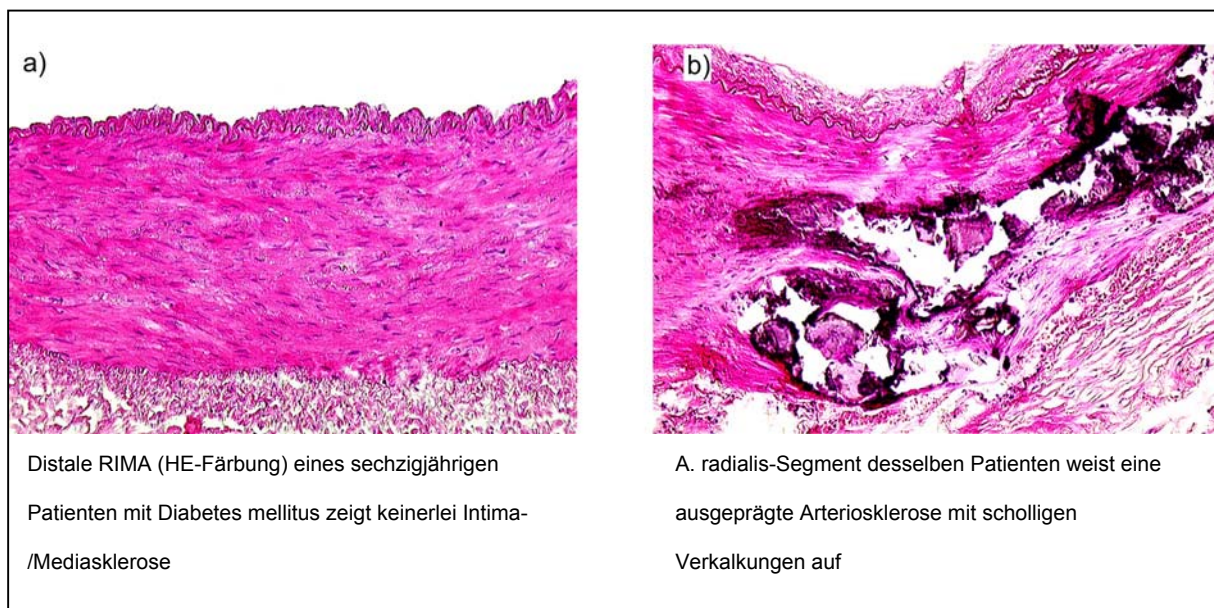 a)
Distale RIMA (HE-Färbung) eines sechzigjährigen
Patienten mit Diabetes mellitus zeigt keinerlei Intima-
/Mediasklerose
b)
A. radialis-Segment desselben Patienten weist eine
ausgeprägte Arteriosklerose mit scholligen
Verkalkungen auf